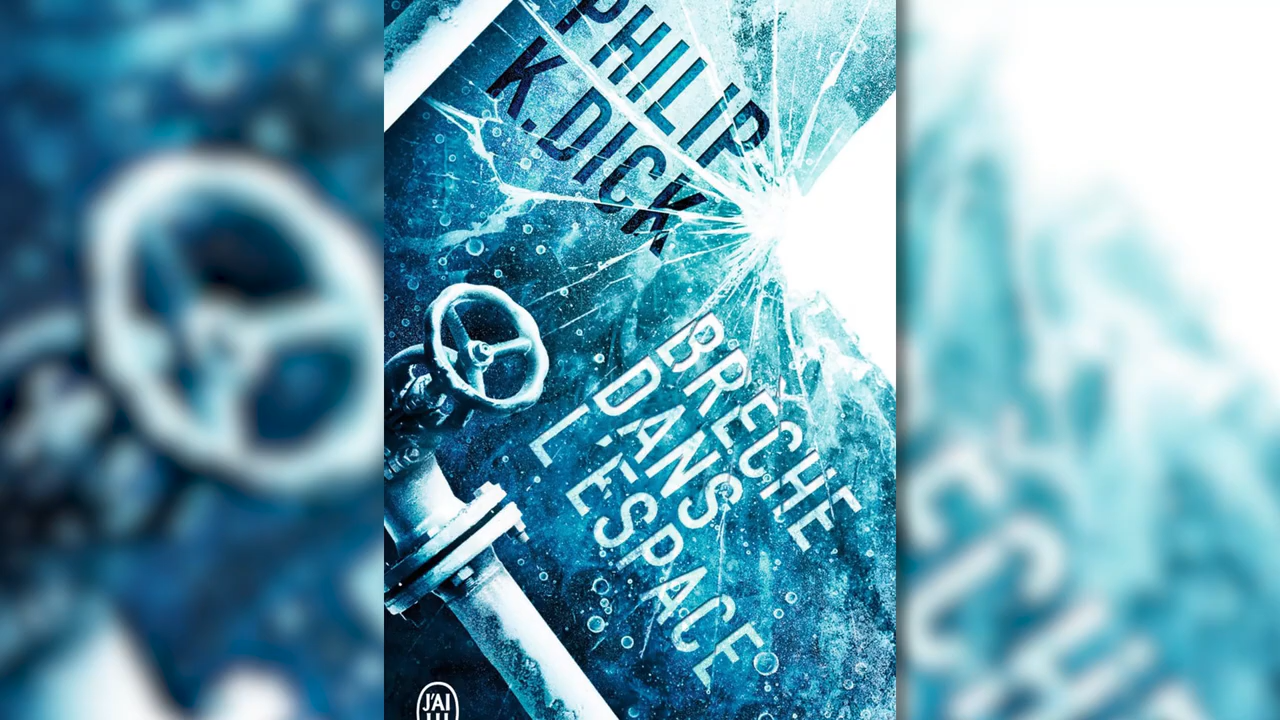 PHILIP
K. DICK
BRÈCHE
DANS
L'ESPACE
J'AI
LU